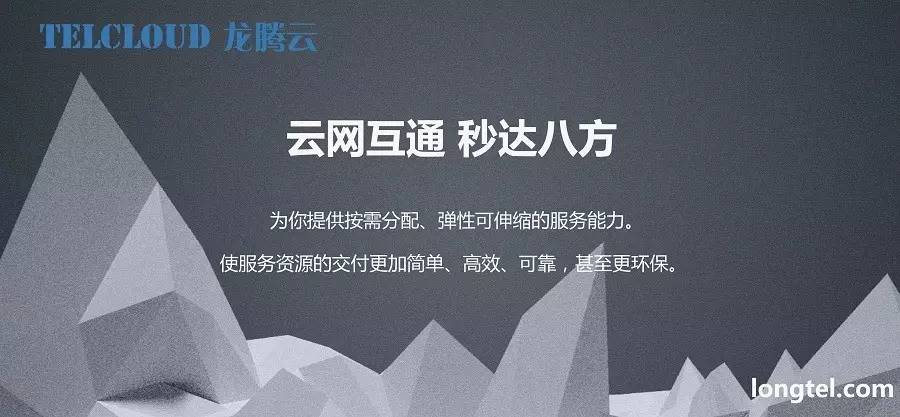 TELCLOUD 龙腾云
云网互通 秒达八方
为你提供按需分配、弹性可伸缩的服务能力。
使服务资源的交付更加简单、高效、可靠，甚至更环保。
longtel.com